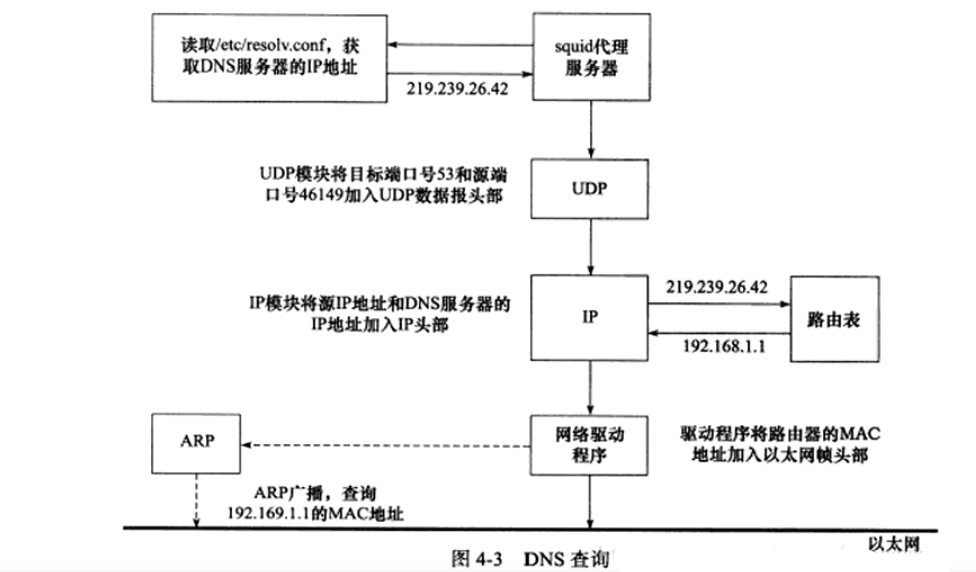 读取/etc/resolv.conf，获
取DNS服务器的IP地址
squid代理
服务器
219.239.26.42
UDP模块将目标端口号53和源端
口号46149加入UDP数据报头部
UDP
IP模块将源IP地址和DNS服务器的
IP地址加入IP头部
IP
219.239.26.42
192.168.1.1
路由表
ARP
网络驱动
程序
驱动程序将路由器的MAC
地址加入以太网帧头部
ARP广播，查询
192.169.1.1的MAC地址
以太网
图 4-3 DNS 查询